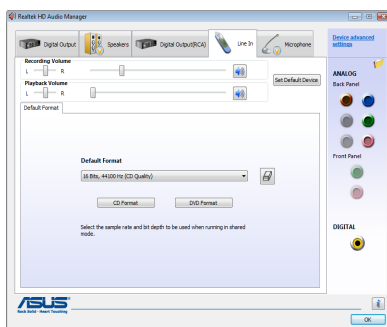 Realtek HD Audio Manager
Digital Output
Speakers
Digital Output(RCA)
Line In
Microphone
Device advanced
settings
Recording Volume
L R
Set Default Device
Playback Volume
L R
ANALOG
Back Panel
Default Format
Default Format
16 Bits, 44100 Hz (CD Quality)
CD Format
DVD Format
Select the sample rate and bit depth to be used when running in shared
mode.
Front Panel
DIGITAL
ASUS
Rock Solid · Heart Touching
i
OK